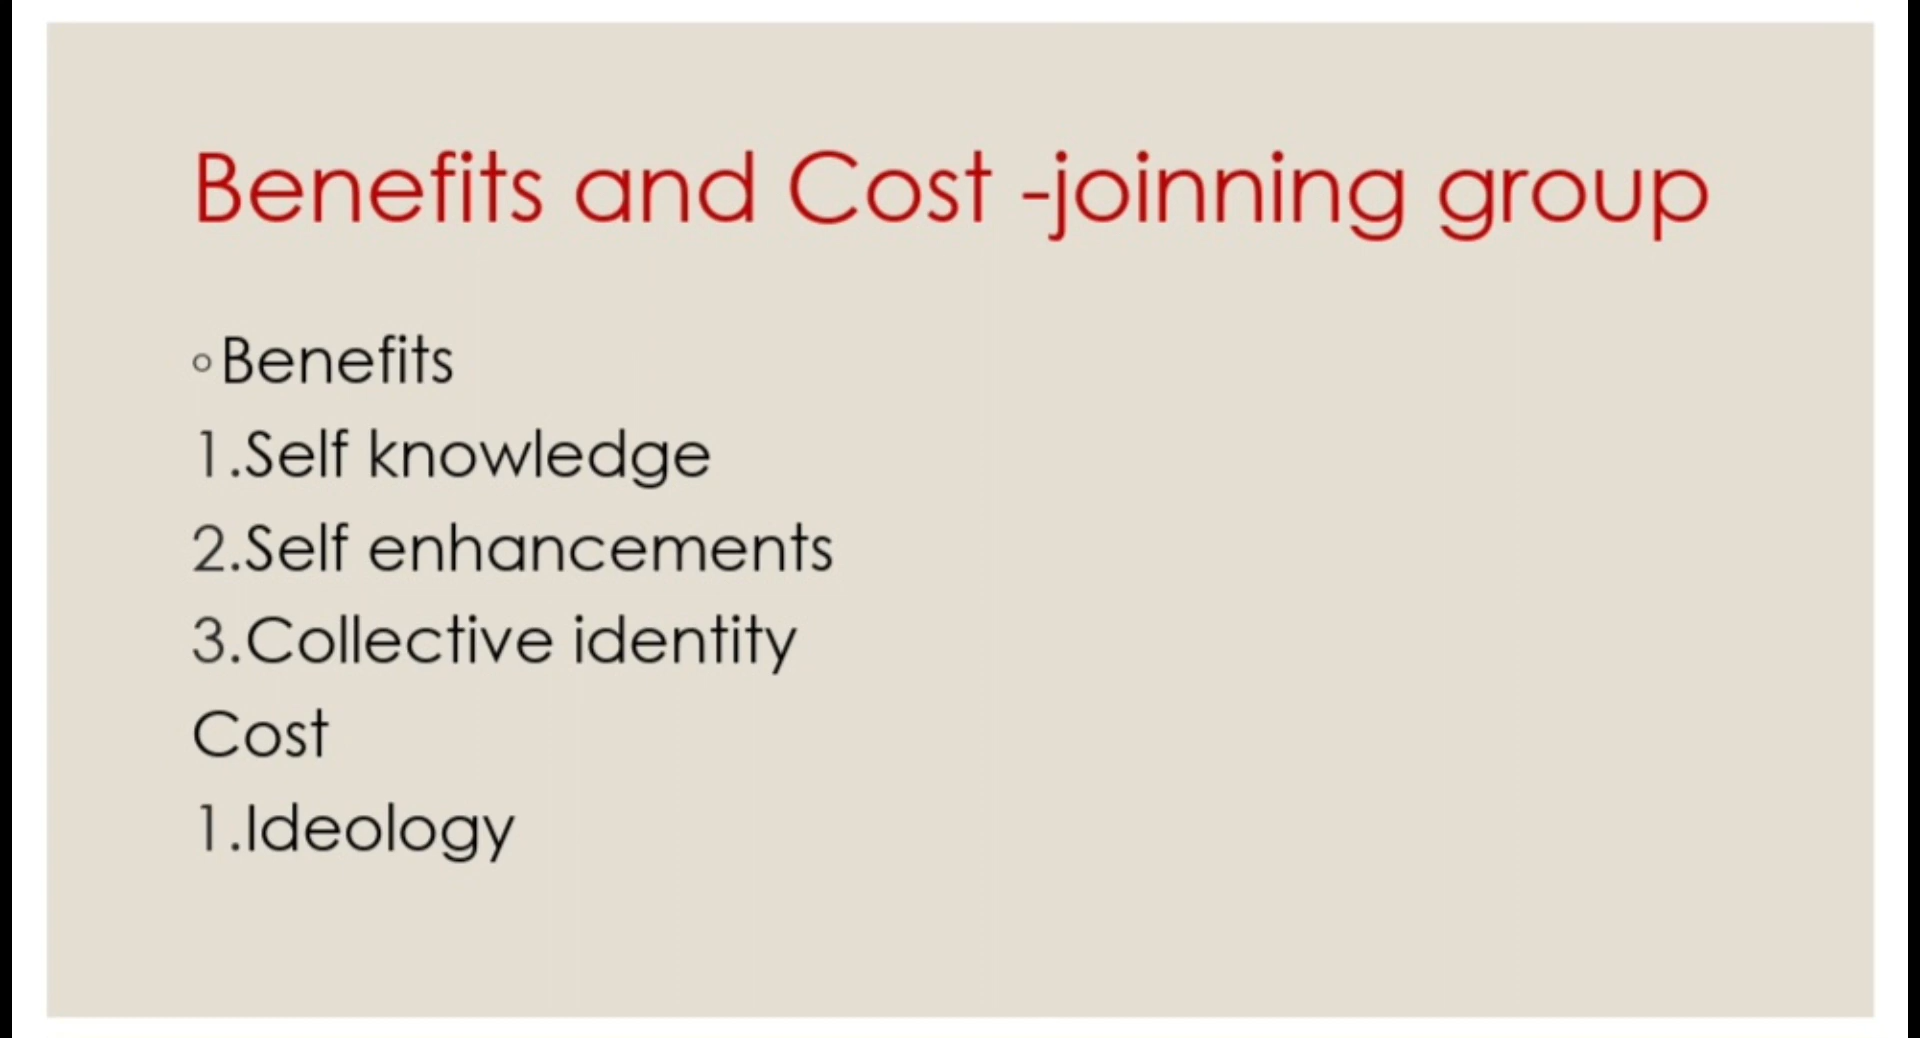 Benefits and Cost -joinning group
◦Benefits
1.Self knowledge
2.Self enhancements
3.Collective identity
Cost
1.Ideology